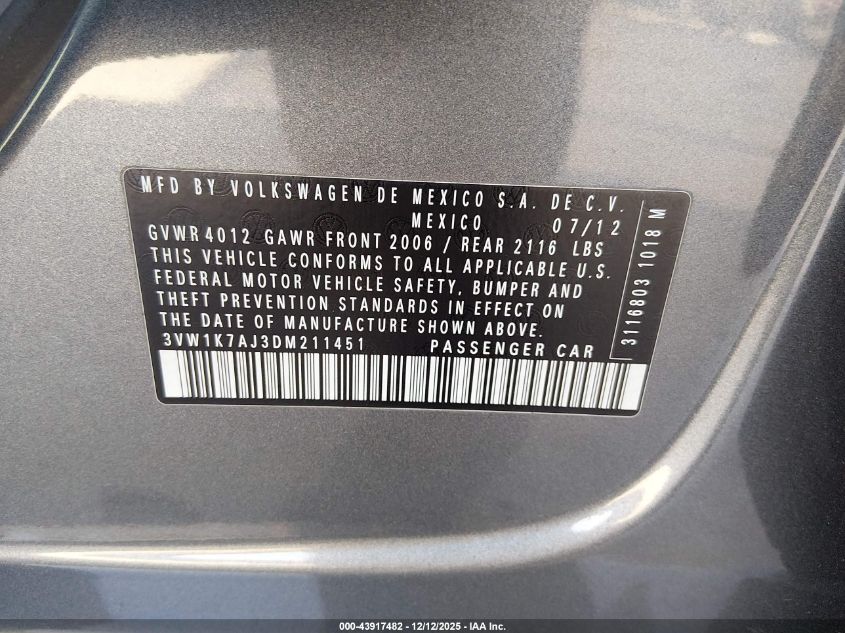 MFD BY VOLKSWAGEN DE MEXICO S.A. DE C.V.
MEXICO 07/12
GVWR 4012 GAWR FRONT 2006 / REAR 2116 LBS
THIS VEHICLE CONFORMS TO ALL APPLICABLE U.S.
FEDERAL MOTOR VEHICLE SAFETY, BUMPER AND
THEFT PREVENTION STANDARDS IN EFFECT ON
THE DATE OF MANUFACTURE SHOWN ABOVE.
3VW1K7AJ3DM211451 PASSENGER CAR
3116803 1018 M
000-43917482 - 12/12/2025 - IAA Inc.